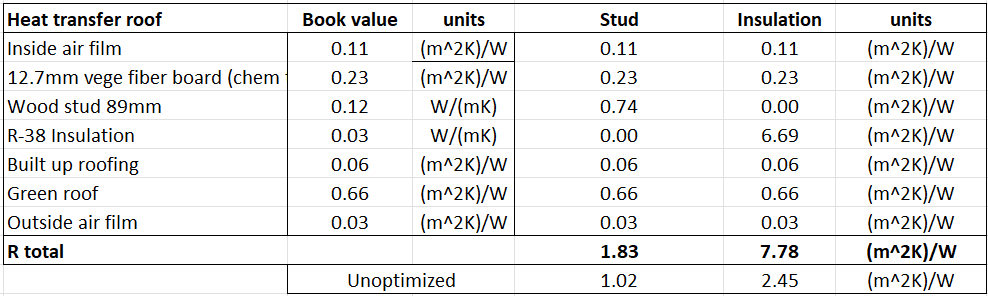 Heat transfer roof Book value units Stud Insulation units
Inside air film 0.11 (m^2K)/W 0.11 0.11 (m^2K)/W
12.7mm vege fiber board (chem 0.23 (m^2K)/W 0.23 0.23 (m^2K)/W
Wood stud 89mm 0.12 W/(mK) 0.74 0.00 (m^2K)/W
R-38 Insulation 0.03 W/(mK) 0.00 6.69 (m^2K)/W
Built up roofing 0.06 (m^2K)/W 0.06 0.06 (m^2K)/W
Green roof 0.66 (m^2K)/W 0.66 0.66 (m^2K)/W
Outside air film 0.03 (m^2K)/W 0.03 0.03 (m^2K)/W
R total 1.83 7.78 (m^2K)/W
Unoptimized 1.02 2.45 (m^2K)/W